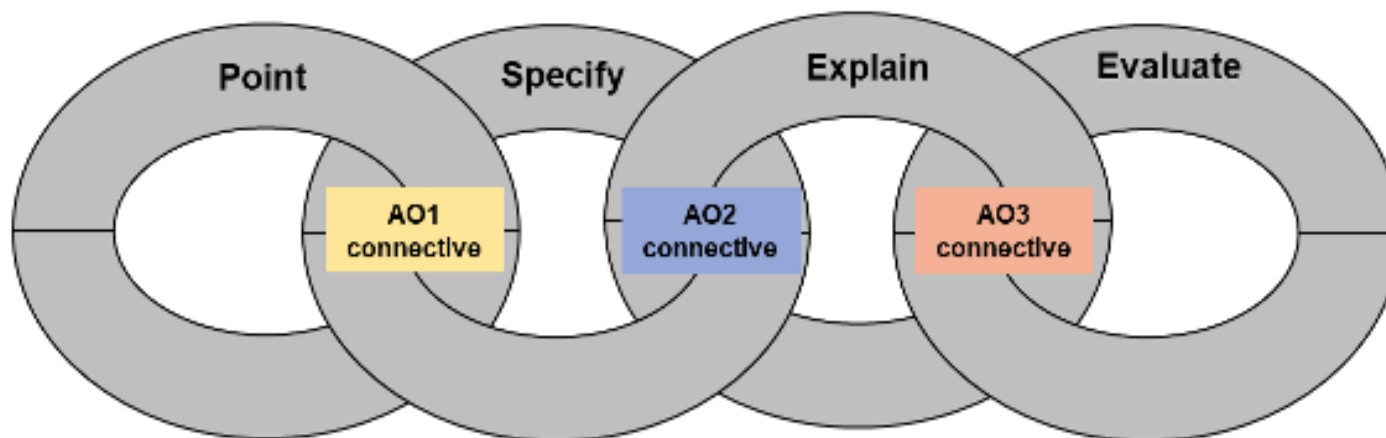 Point
Specify
Explain
Evaluate
AO1
connective
AO2
connective
AO3
connective